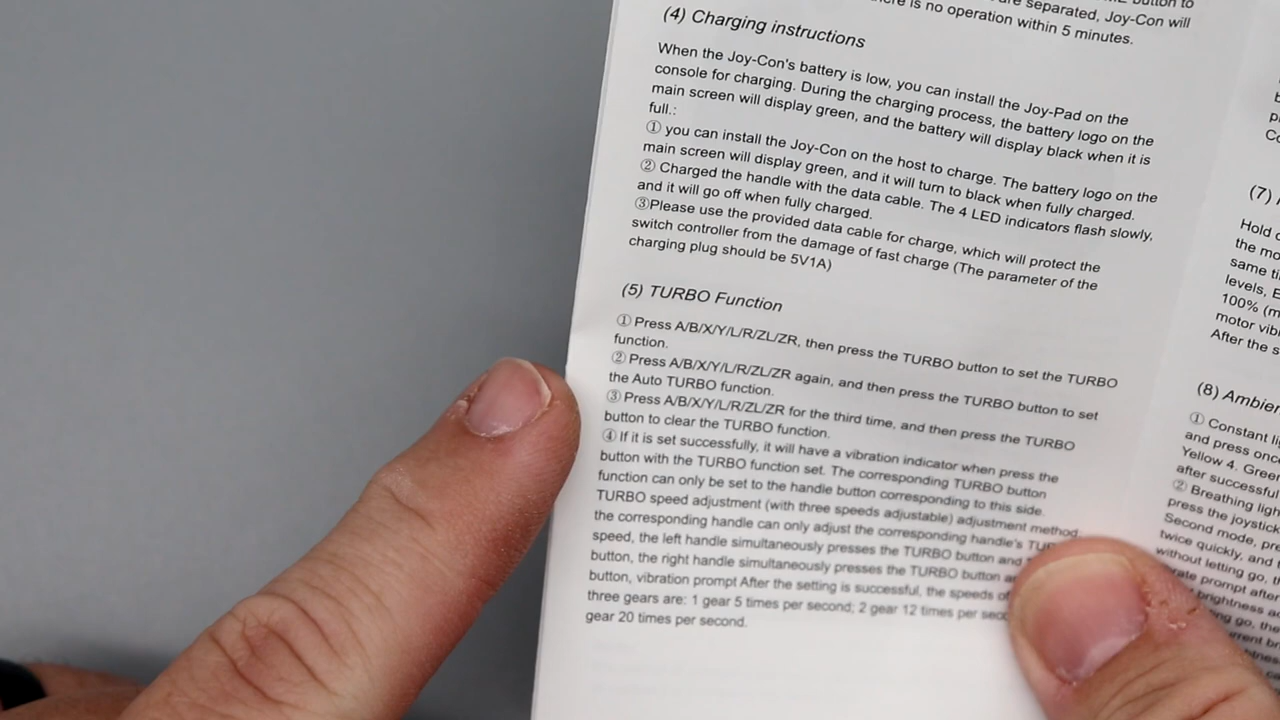 button to
are separated, Joy-Con will
there is no operation within 5 minutes.
(4) Charging instructions
When the Joy-Con's battery is low, you can install the Joy-Pad on the
console for charging. During the charging process, the battery logo on the
main screen will display green, and the battery will display black when it is
full.:
① you can install the Joy-Con on the host to charge. The battery logo on the
main screen will display green, and it will turn to black when fully charged.
② Charged the handle with the data cable. The 4 LED indicators flash slowly,
and it will go off when fully charged.
③Please use the provided data cable for charge, which will protect the
switch controller from the damage of fast charge (The parameter of the
charging plug should be 5V1A)
(5) TURBO Function
① Press A/B/X/Y/L/R/ZL/ZR, then press the TURBO button to set the TURBO
function.
② Press A/B/X/Y/L/R/ZL/ZR again, and then press the TURBO button to set
the Auto TURBO function.
③ Press A/B/X/Y/L/R/ZL/ZR for the third time, and then press the TURBO
button to clear the TURBO function.
④ If it is set successfully, it will have a vibration indicator when press the
button with the TURBO function set. The corresponding TURBO button
function can only be set to the handle button corresponding to this side.
TURBO speed adjustment (with three speeds adjustable) adjustment method:
the corresponding handle can only adjust the corresponding handle's
speed, the left handle simultaneously presses the TURBO button and
button, the right handle simultaneously presses the TURBO button
button, vibration prompt After the setting is successful, the speeds of
three gears are: 1 gear 5 times per second; 2 gear 12 times per
gear 20 times per second.
(7)
Hold
the
same
levels,
100%
motor
After the
(8)
① Constant
and press once
Yellow 4. Green
after
② Breathing
press the joystick
Second mode,
twice quickly, and
without letting go,
prompt after
brightness
go, the